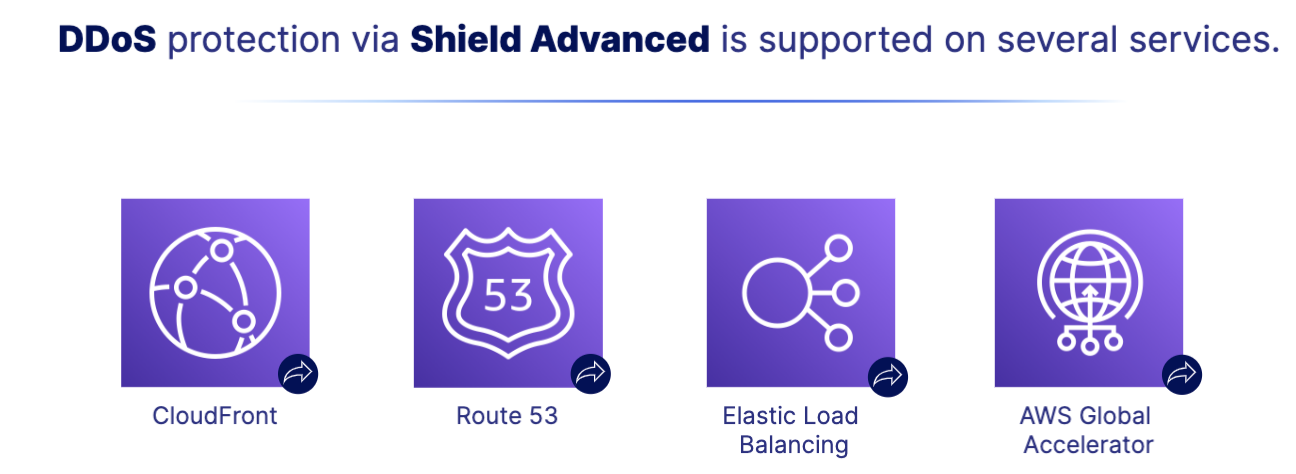 DDoS protection via Shield Advanced is supported on several services.
53
CloudFront
Route 53
Elastic Load
Balancing
AWS Global
Accelerator